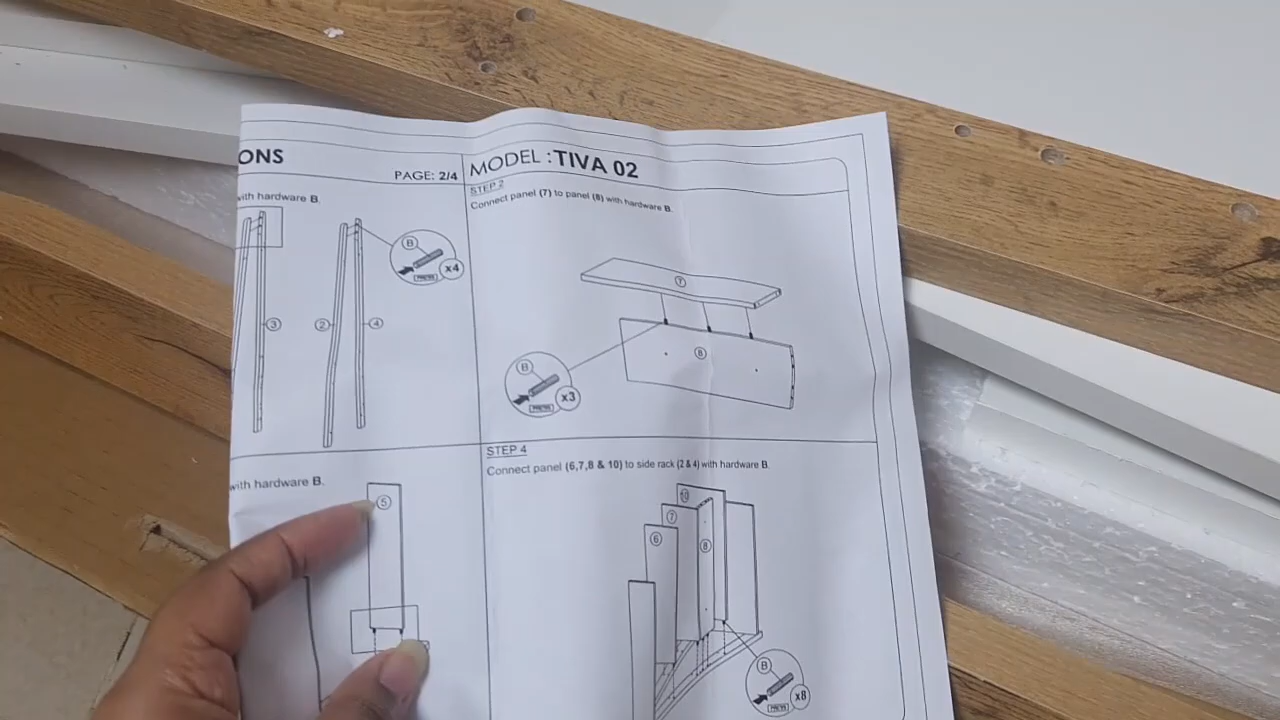 ONS
PAGE: 2/4
with hardware B.
B
x4
3
2
4
MODEL : TIVA 02
STEP 2
Connect panel (7) to panel (8) with hardware B.
7
8
B
x3
with hardware B.
5
STEP 4
Connect panel (6,7,8 & 10) to side rack (2 & 4) with hardware B.
10
7
6
8
B
x8